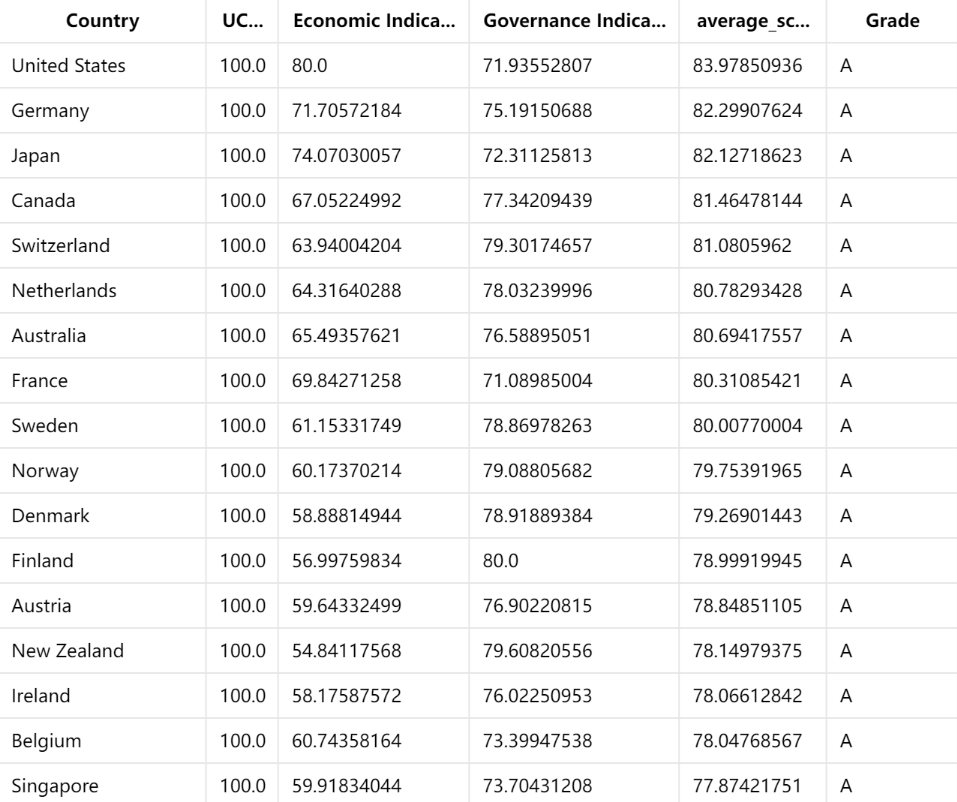 Country UC... Economic Indica... Governance Indica... average_sc... Grade
United States 100.0 80.0 71.93552807 83.97850936 A
Germany 100.0 71.70572184 75.19150688 82.29907624 A
Japan 100.0 74.07030057 72.31125813 82.12718623 A
Canada 100.0 67.05224992 77.34209439 81.46478144 A
Switzerland 100.0 63.94004204 79.30174657 81.0805962 A
Netherlands 100.0 64.31640288 78.03239996 80.78293428 A
Australia 100.0 65.49357621 76.58895051 80.69417557 A
France 100.0 69.84271258 71.08985004 80.31085421 A
Sweden 100.0 61.15331749 78.86978263 80.00770004 A
Norway 100.0 60.17370214 79.08805682 79.75391965 A
Denmark 100.0 58.88814944 78.91889384 79.26901443 A
Finland 100.0 56.99759834 80.0 78.99919945 A
Austria 100.0 59.64332499 76.90220815 78.84851105 A
New Zealand 100.0 54.84117568 79.60820556 78.14979375 A
Ireland 100.0 58.17587572 76.02250953 78.06612842 A
Belgium 100.0 60.74358164 73.39947538 78.04768567 A
Singapore 100.0 59.91834044 73.70431208 77.87421751 A